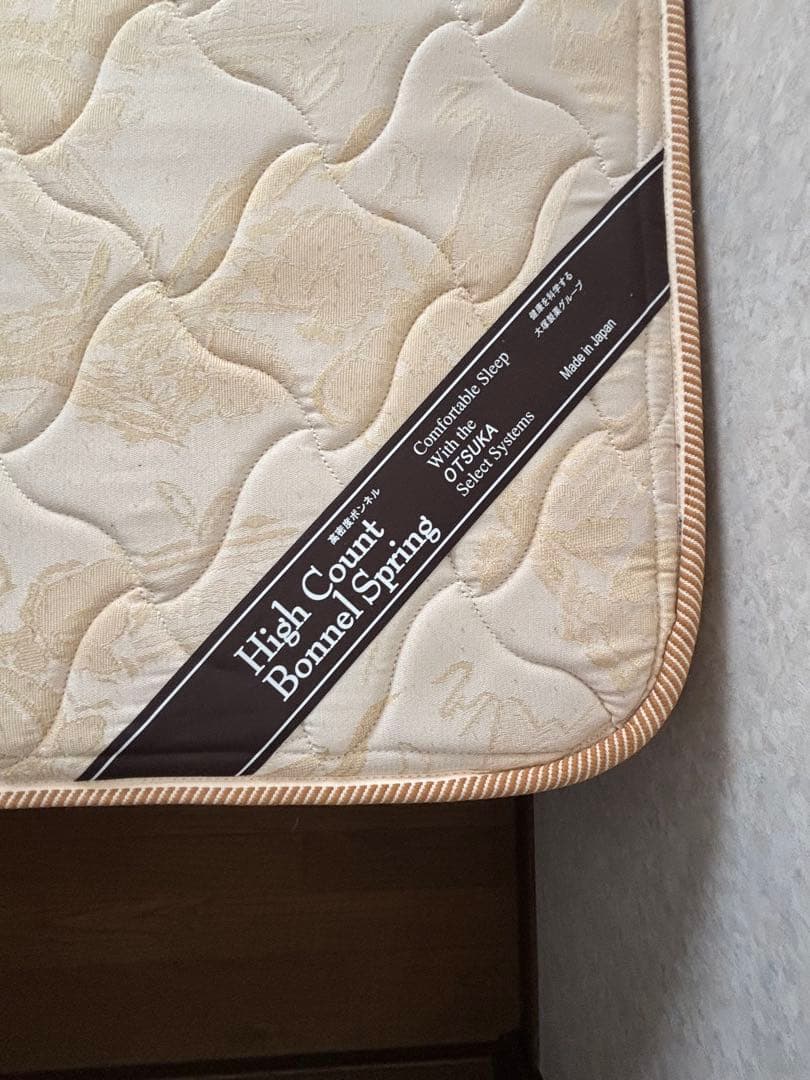 高密度ボンネル
High Count
Bonnel Spring
Comfortable Sleep
With the
OTSUKA
Select Systems
健康を科学する
大塚製薬グループ
Made in Japan